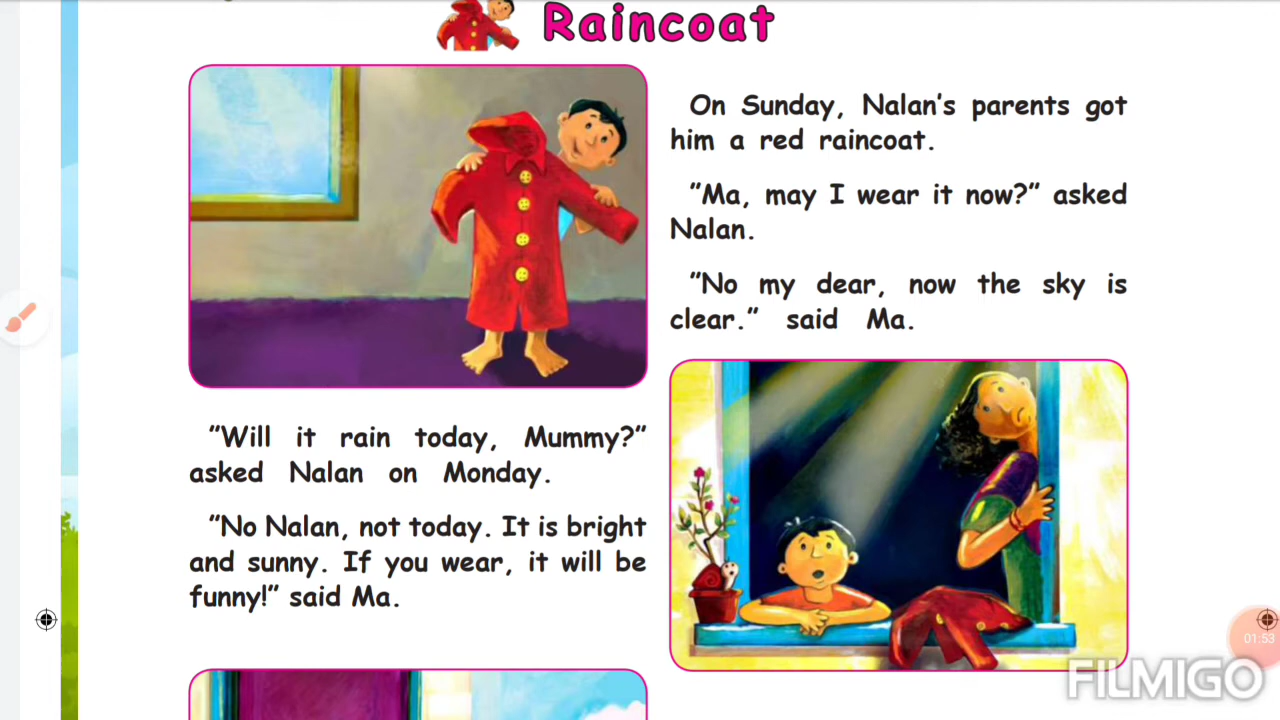 Raincoat
On Sunday, Nalan's parents got
him a red raincoat.
"Ma, may I wear it now?" asked
Nalan.
"No my dear, now the sky is
clear." said Ma.
"Will it rain today, Mummy?"
asked Nalan on Monday.
"No Nalan, not today. It is bright
and sunny. If you wear, it will be
funny!" said Ma.
01:53
FILMIGO